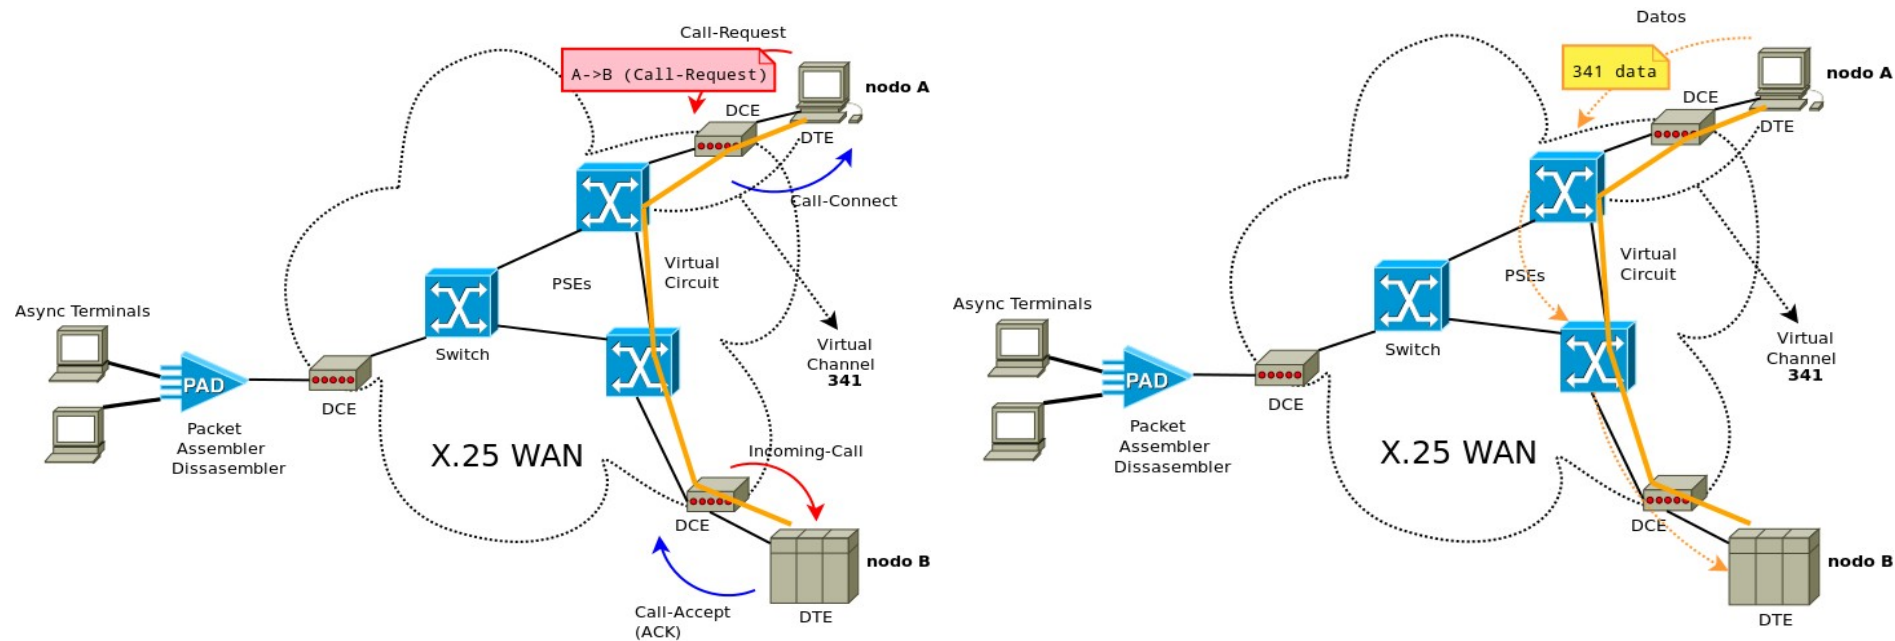 Call-Request
A->B (Call-Request)
nodo A
DCE
DTE
Call-Connect
Virtual
Circuit
PSEs
Async Terminals
Switch
Virtual
Channel
341
PAD
DCE
Packet
Assembler
Dissasembler
X.25 WAN
Incoming-Call
DCE
nodo B
Call-Accept
(ACK)
DTE
Datos
341 data
nodo A
DCE
DTE
Virtual
Circuit
PSEs
Async Terminals
Switch
Virtual
Channel
341
PAD
DCE
Packet
Assembler
Dissasembler
X.25 WAN
DCE
nodo B
DTE